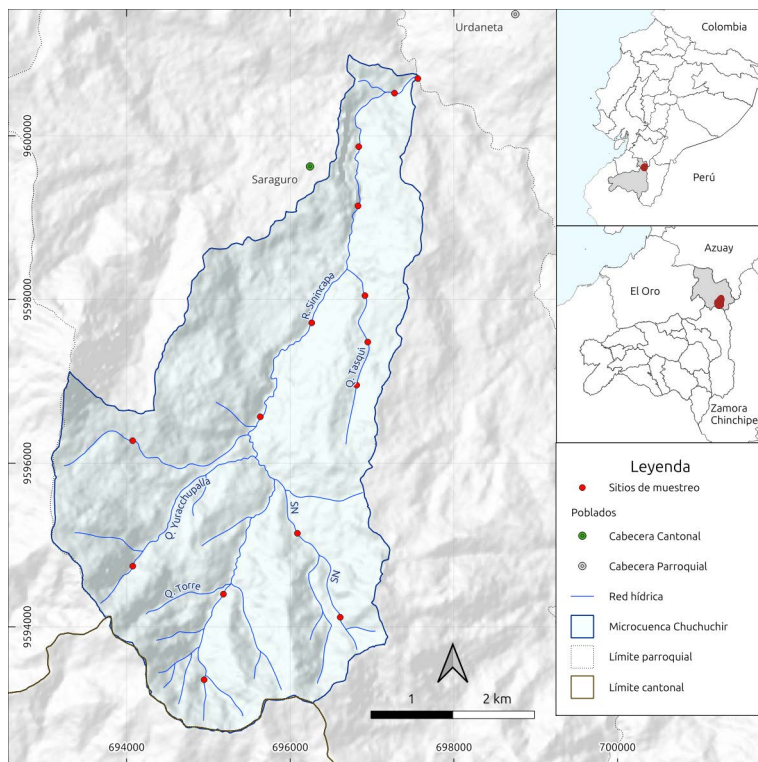 Urdaneta
Saraguro
R. Sinincapa
Q. Tasqui
Q. Yuracchupalla
SN
SN
Q. Torre
9600000
9598000
9596000
9594000
694000
696000
698000
700000
1
2 km
Colombia
Perú
Azuay
El Oro
Zamora
Chinchipe
Leyenda
Sitios de muestreo
Poblados
Cabecera Cantonal
Cabecera Parroquial
Red hídrica
Microcuenca Chuchuchir
Límite parroquial
Límite cantonal